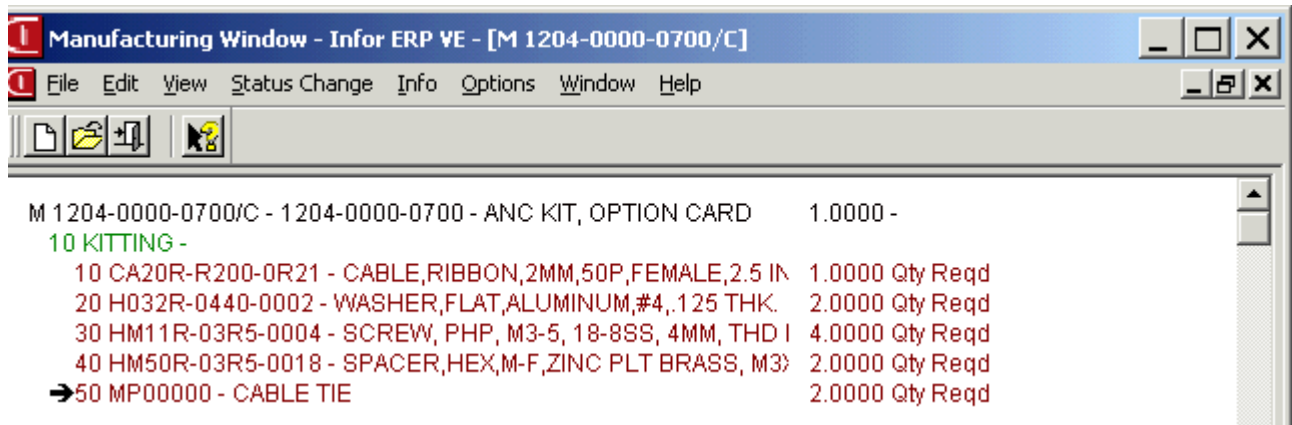 Manufacturing Window - Infor ERP VE - [M 1204-0000-0700/C]
File Edit View Status Change Info Options Window Help
M 1204-0000-0700/C - 1204-0000-0700 - ANC KIT, OPTION CARD 1.0000 -
10 KITTING -
10 CA20R-R200-0R21 - CABLE,RIBBON,2MM,50P,FEMALE,2.5 IN 1.0000 Qty Reqd
20 H032R-0440-0002 - WASHER,FLAT,ALUMINUM,#4,.125 THK. 2.0000 Qty Reqd
30 HM11R-03R5-0004 - SCREW, PHP, M3-5, 18-8SS, 4MM, THD 4.0000 Qty Reqd
40 HM50R-03R5-0018 - SPACER,HEX,M-F,ZINC PLT BRASS, 2.0000 Qty Reqd
50 MP00000 - CABLE TIE 2.0000 Qty Reqd